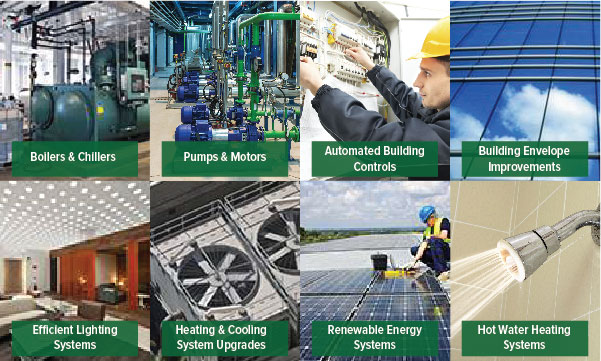 Boilers & Chillers
Pumps & Motors
Automated Building
Controls
Building Envelope
Improvements
Efficient Lighting
Systems
Heating & Cooling
System Upgrades
Renewable Energy
Systems
Hot Water Heating
Systems